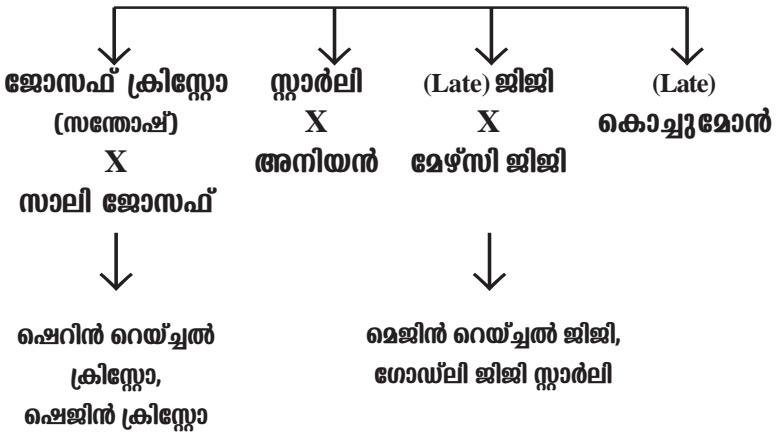 ജോസഫ് ക്രിസ്റ്റോ
(സന്തോഷ്)
X
സാലി ജോസഫ്
സ്റ്റാർലി
X
അനിയൻ
(Late) ജിജി
X
മേഴ്സി ജിജി
(Late)
കൊച്ചുമോൻ
ഷെറിൻ റെയ്ച്ചൽ
ക്രിസ്റ്റോ,
ഷെജിൻ ക്രിസ്റ്റോ
മെജിൻ റെയ്ച്ചൽ ജിജി,
ഗോഡ്‌ലി ജിജി സ്റ്റാർലി